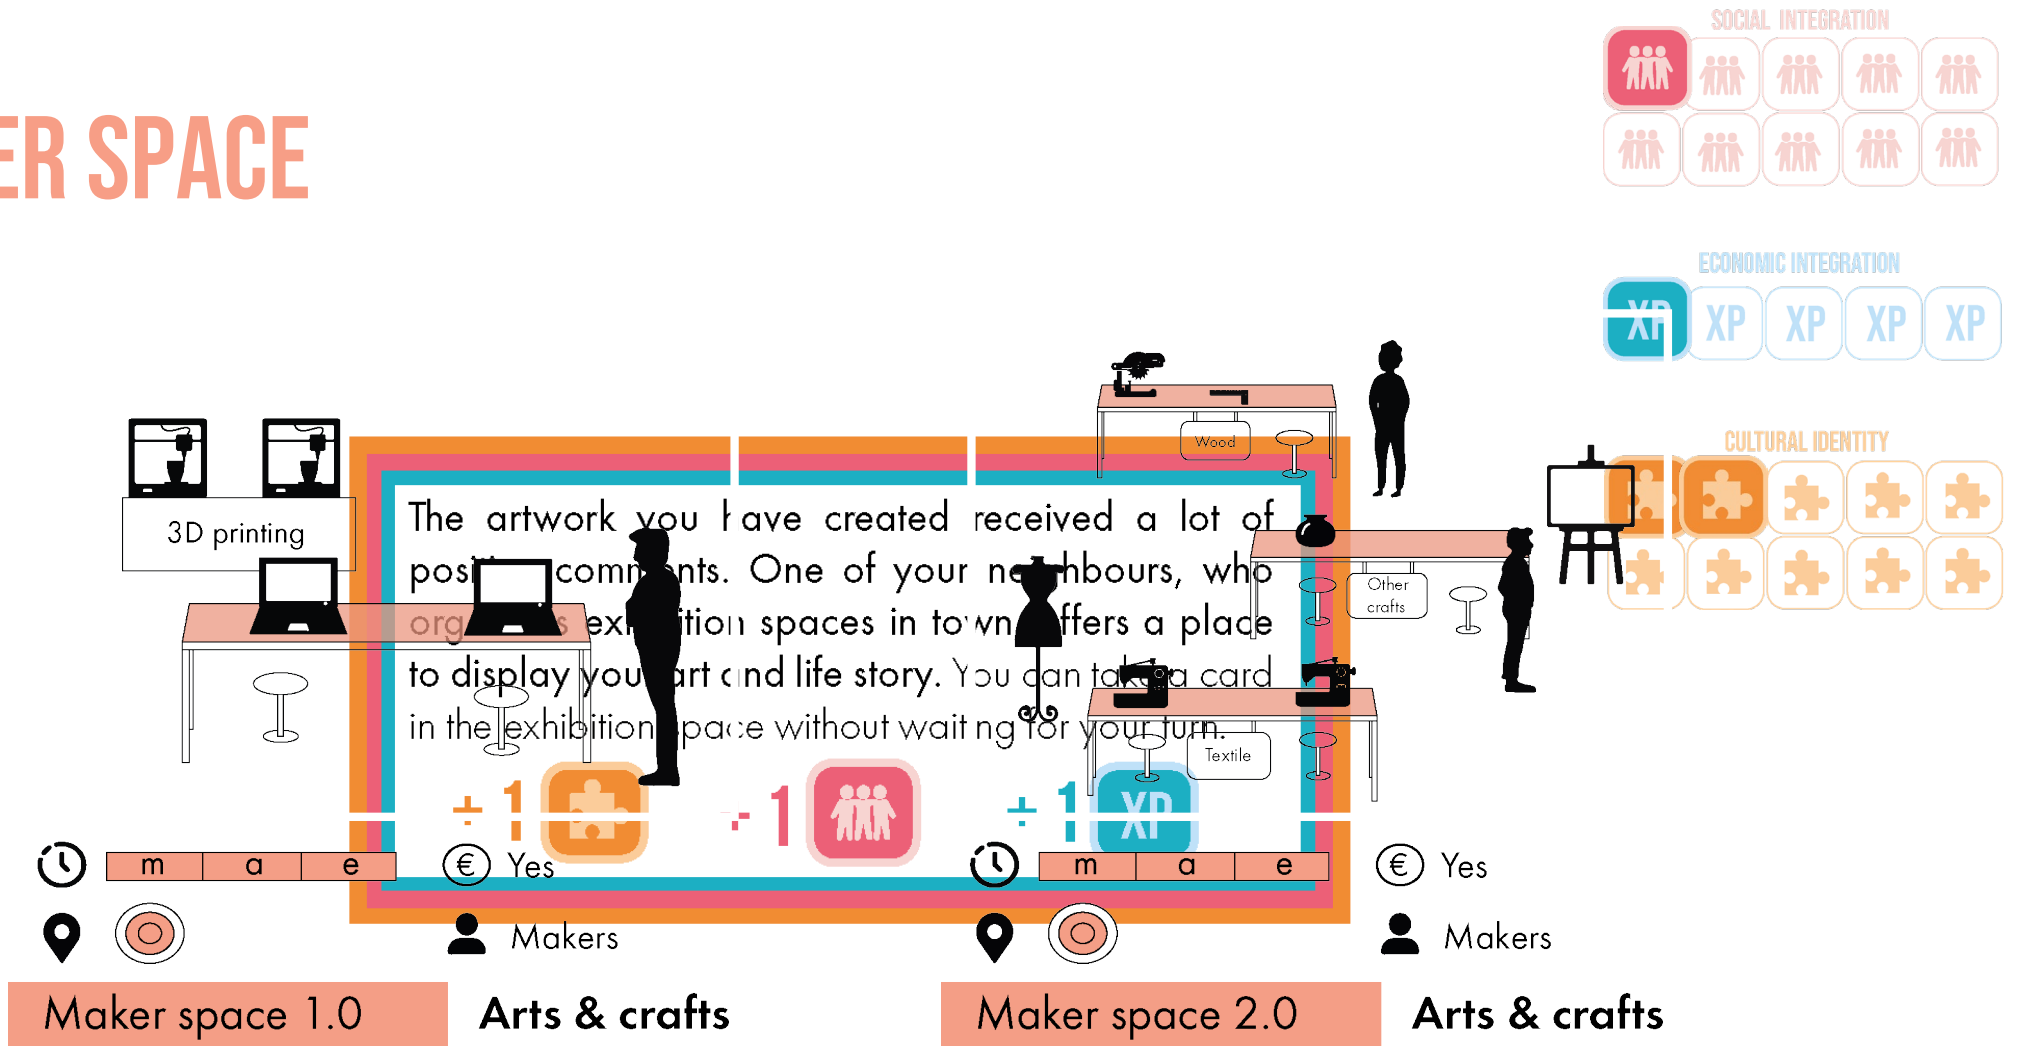 SOCIAL INTEGRATION
ER SPACE
ECONOMIC INTEGRATION
XP XP XP XP XP
CULTURAL IDENTITY
Wood
3D printing
The artwork you have created received a lot of
positive comments. One of your neighbours, who
organises exhibition spaces in town, offers a place
to display your art and life story. You can take a card
in the exhibition space without waiting for your turn.
Other
crafts
Textile
+ 1 + 1 + 1 XP
m a e Yes
Makers
Maker space 1.0 Arts & crafts
m a e Yes
Makers
Maker space 2.0 Arts & crafts